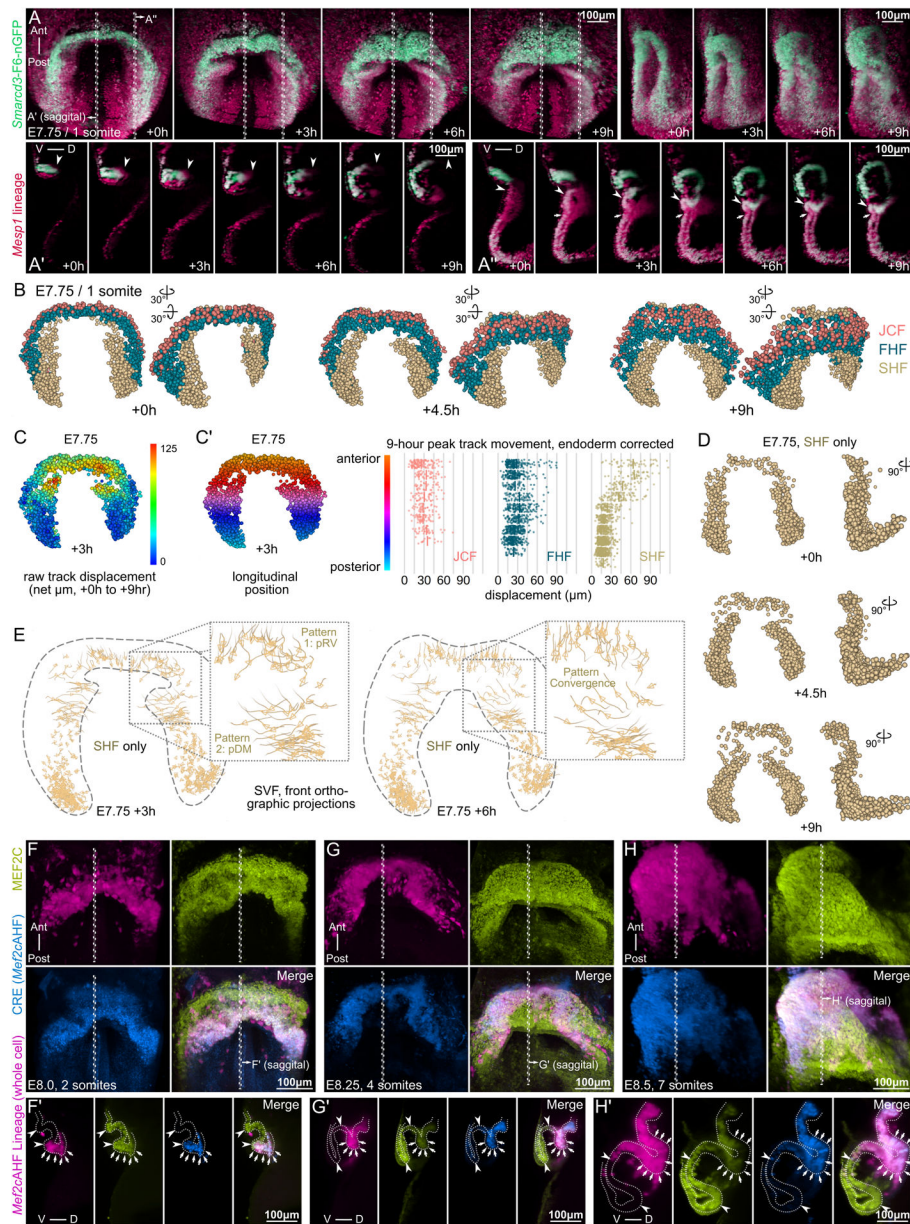 Smarcd3-F6-nGFP
Mesp1 lineage
A
A''
100µm
100µm
Ant
Post
A' (saggital)
E7.75 / 1 somite
+0h
+3h
+6h
+9h
+0h
+3h
+6h
+9h
V — D
100µm
V — D
A'
+0h
+3h
+6h
+9h
A''
+0h
+3h
+6h
+9h
B
E7.75 / 1 somite
30°
30°
30°
30°
30°
30°
JCF
FHF
SHF
+0h
+4.5h
+9h
C
E7.75
125
0
+3h
raw track displacement
(net µm, +0h to +9hr)
C'
E7.75
+3h
longitudinal
position
9-hour peak track movement, endoderm corrected
anterior
posterior
JCF
FHF
SHF
0 30 60 90
0 30 60 90
0 30 60 90
displacement (µm)
D
E7.75, SHF only
90°
+0h
90°
+4.5h
90°
+9h
E
Pattern
1: pRV
Pattern
2: pDM
SHF only
E7.75 +3h
SVF, front ortho-
graphic projections
Pattern
Convergence
SHF only
E7.75 +6h
Mef2cAHF Lineage (whole cell)
CRE (Mef2cAHF)
MEF2C
F
Ant
Post
Merge
F' (saggital)
E8.0, 2 somites
100µm
G
Merge
G' (saggital)
E8.25, 4 somites
100µm
H
Ant
Post
Merge
H' (saggital)
E8.5, 7 somites
100µm
F'
Merge
V — D
100µm
G'
Merge
V — D
100µm
H'
Merge
V — D
100µm